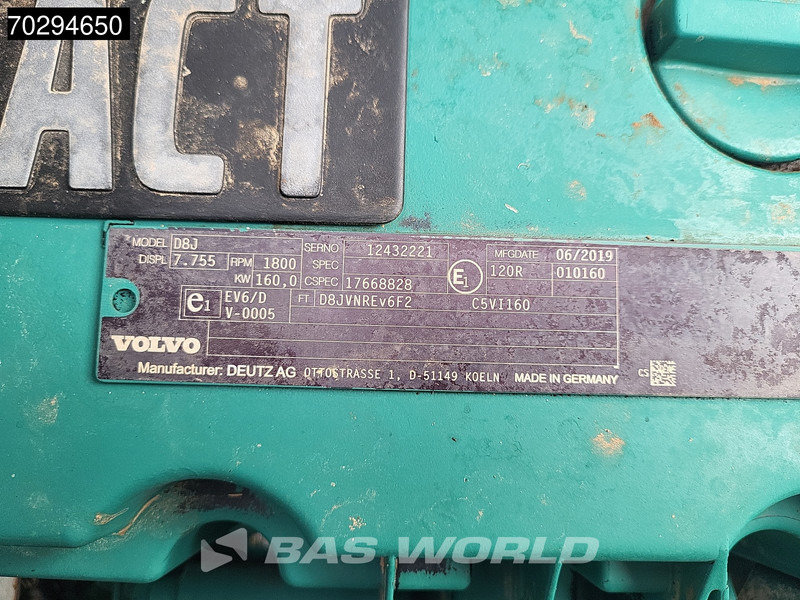 70294650
ACT
MODEL D8J SERNO 12432221 MFGDATE 06/2019
DISPL 7.755 RPM 1800 SPEC E1 120R 010160
KW 160,0 CSPEC 17668828
e1 EV6/D FT D8JVNREv6F2 C5VI160
V-0005
VOLVO
CS
Manufacturer: DEUTZ AG OTTOSTRASSE 1, D-51149 KOELN MADE IN GERMANY
BAS WORLD